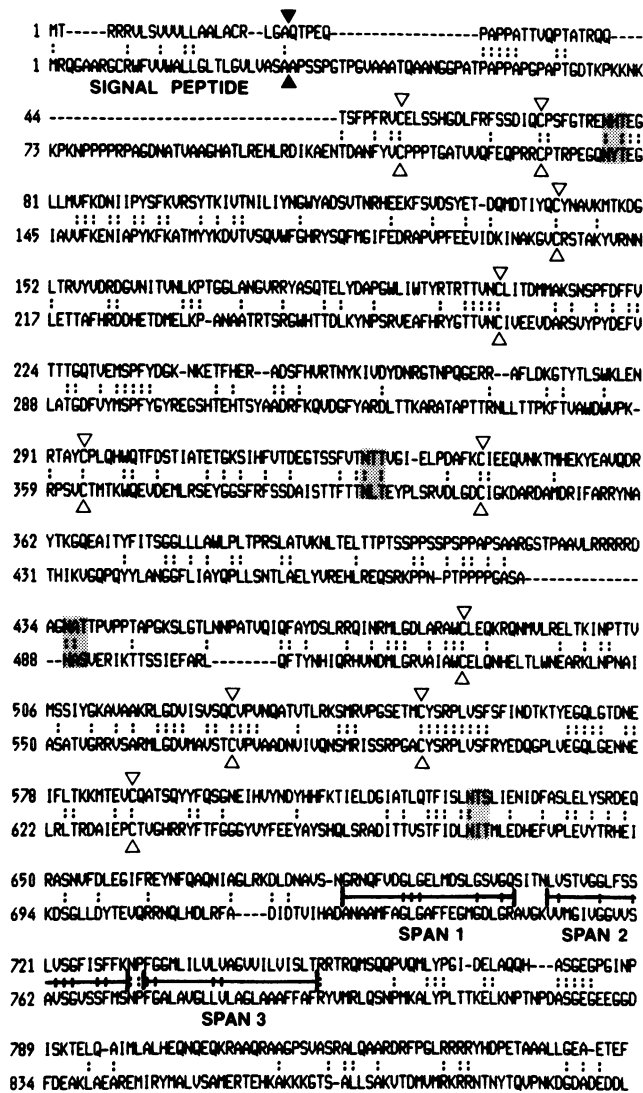 1 MT-----RRRVLSVVVLLAALACR--LGAQTPEQ---------------PAPPATTVQPTATRQQ---
1 MRQGAARGCRWFVVWALLGLTLGVLVASAAPSSPGTPGVAAATQAANGGPATPAPPAPGPAPTGDTKPKKNK
SIGNAL PEPTIDE
44 -----------------------------------TSFPFRVCELSSHGDLFRFSSDIQCPSFGTRENHTEG
73 KPKNPPPPRPAGDNATVAAGHATLREHLRDIKAENTDANFYVCPPPTGATVVQFEQPRRCPTRPEGQNYTEG
81 LLMVFKDNIIPYSFKVRSYTKIVTNILIYNGWYADSVTNRHEEKFSVDSYET-DQMDTIYQCYNAVKMTKDG
145 IAVVFKENIAPYKFKATMYYKDVTVSQVWFGHRYSQFMGIFEDRAPVPFEEVIDKINAKGVCRSTAKYVRNN
152 LTRVYVDRDGVNITVNLKPTGGLANGVRRYASQTELYDAPGWLIWTYRTRTTVNCLITDMMAKSNSPFDFFV
217 LETTAFHRDDHETDMELKP-ANAATRTSRGWHTTDLKYNPSRVEAFHRYGTTVNCIVEEVDARSVYPYDEFV
224 TTTGQTVEMSPFYDGK-NKETFHER--ADSFHVRTNYKIVDYDNRGTNPQGERR--AFLDKGTYTLSWKLEN
288 LATGDFVYMSPFYGYREGSHTEHTSYAADRFKQVDGFYARDLTTKARATAPTTRNLLTTPKFTVAWDWVPK-
291 RTAYCPLQHWQTFDSTIATETGKSIHFVTDEGTSSFVTNTTVGI-ELPDAFKCIEEQVNKTMHEKYEAVQDR
359 RPSVCTMTKWQEVDEMLRSEYGGSFRFSSDAISTTFTTNLTEYPLSRVDLGDCIGKDARDAMDRIFARRYNA
362 YTKGQEAITYFITSGGLLLAWLPLTPRSLATVKNLTELTTPTSSPPSSPSPPAPSAARGSTPAAVLRRRRRD
431 THIKVGQPQYYLANGGFLIAYQPLLSNTLAELYVREHLREQSRKPPN-PTPPPPGASA--------------
434 AGNATTPVPPTAPGKSLGTLNNPATVQIQFAYDSLRRQINRMLGDLARAWCLEQKRQNMVLRELTKINPTTV
488 --NASVERIKTTSSIEFARL---------QFTYNHIQRHVNDMLGRVAIAWCELQNHELTLWNEARKLNPNAI
506 MSSIYGKAVAAKRLGDVISVSQCVPVNQATVTLRKSMRVPGSETMCYSRPLVSFSFINDTKTYEGQLGTDNE
550 ASATVGRRVSARMLGDVMAVSTCVPVAADNVIVQNSMRISSRPGACYSRPLVSFRYEDQGPLVEGQLGENNE
578 IFLTKKMTEVCQATSQYYFQSGNEIHVYNDYHHFKTIELDGIATLQTFISLNTSLIENIDFASLELYSRDEQ
622 LRLTRDAIEPCTVGHRRYFTFGGGYVYFEEYAYSHQLSRADITTVSTFIDLNITMLEDHEFVPLEVYTRHEI
650 RASNVFDLEGIFREYNFQAQNIAGLRKDLDNAVS-NGRNQFVDGLGELMDSLGSVGQSITNLVSTVGGLFSS
694 KDSGLLDYTEVQRRNQLHDLRFA---DIDTVIHADANAAMFAGLGAFFEGMGDLGRAVGKVVMGIVGGVVS
SPAN 1 SPAN 2
721 LVSGFISFFKNPFGGMLILVLVAGVVILVISLTRRTRQMSQQPVQMLYPGI-DELAQQH---ASGEGPGINP
762 AVSGVSSFMSNPFGALAVGLLVLAGLAAAFFAFRYVMRLQSNPMKALYPLTTKELKNPTNPDASGEGEEGGD
SPAN 3
789 ISKTELQ-AIMLALHEQNQEQKRAAQRAAGPSVASRALQAARDRFPGLRRRRYHDPETAAALLGEA-ETEF
834 FDEAKLAEAREMIRYMALVSAMERTEHKAKKKGTS-ALLSAKVTDMVMRKRRNTNYTQVPNKDGDADEDDL